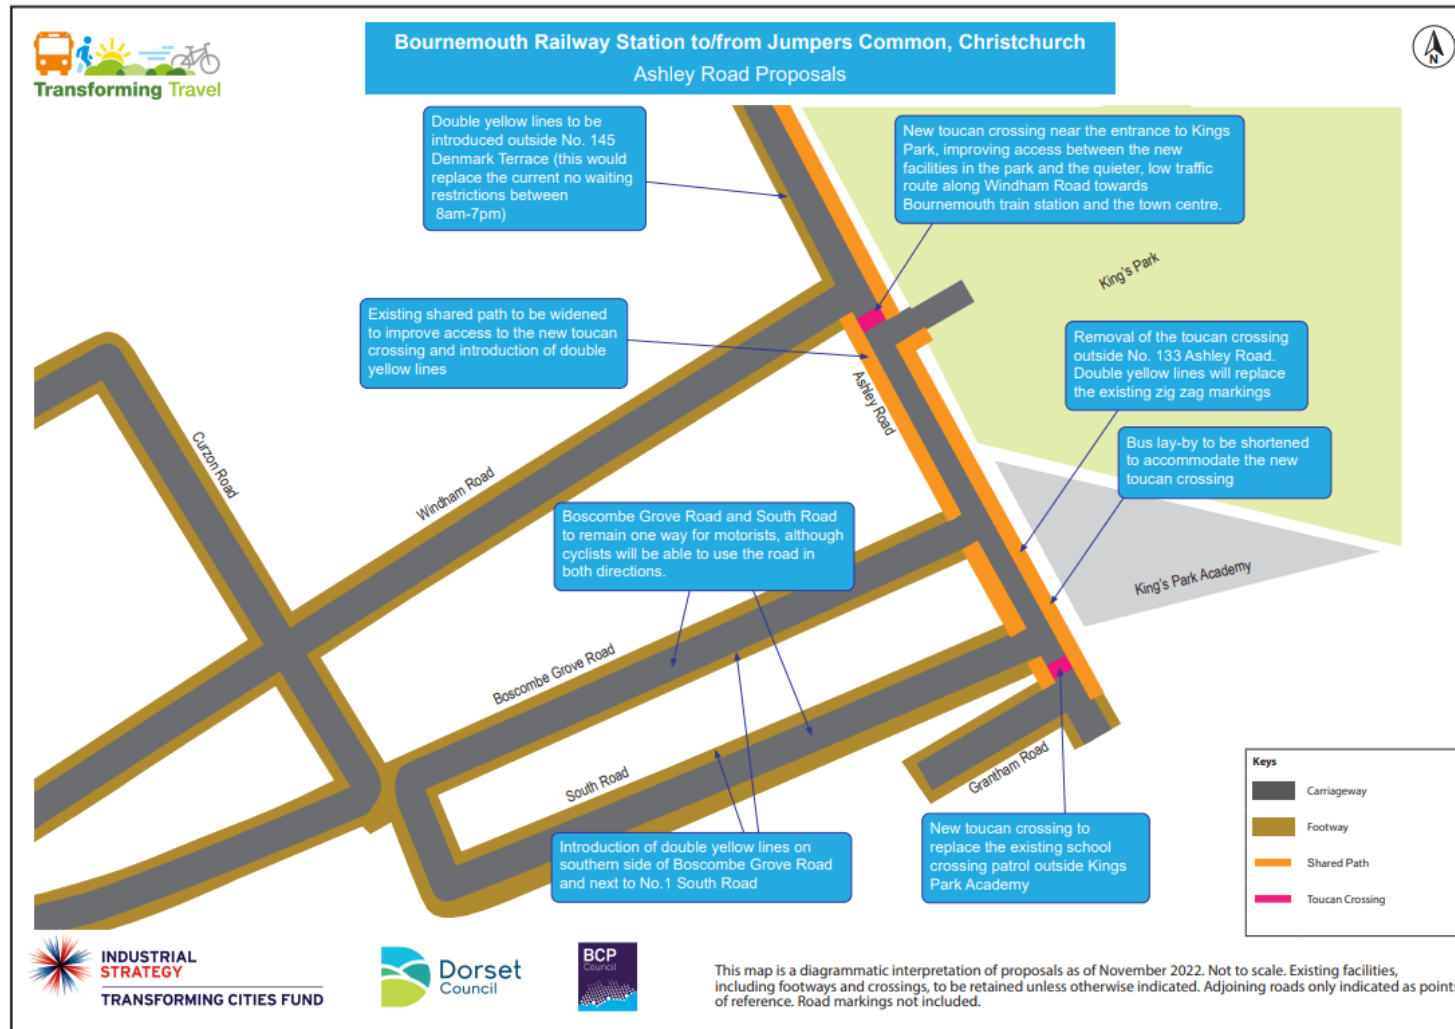 Transforming Travel
Bournemouth Railway Station to/from Jumpers Common, Christchurch
Ashley Road Proposals
N
Double yellow lines to be
introduced outside No. 145
Denmark Terrace (this would
replace the current no waiting
restrictions between
8am-7pm)
New toucan crossing near the entrance to Kings
Park, improving access between the new
facilities in the park and the quieter, low traffic
route along Windham Road towards
Bournemouth train station and the town centre.
King's Park
Existing shared path to be widened
to improve access to the new toucan
crossing and introduction of double
yellow lines
Removal of the toucan crossing
outside No. 133 Ashley Road.
Double yellow lines will replace
the existing zig zag markings
Ashley Road
Curzon Road
Windham Road
Bus lay-by to be shortened
to accommodate the new
toucan crossing
Boscombe Grove Road and South Road
to remain one way for motorists, although
cyclists will be able to use the road in
both directions.
King's Park Academy
Boscombe Grove Road
South Road
Grantham Road
Introduction of double yellow lines on
southern side of Boscombe Grove Road
and next to No.1 South Road
New toucan crossing to
replace the existing school
crossing patrol outside Kings
Park Academy
Keys
Carriageway
Footway
Shared Path
Toucan Crossing
INDUSTRIAL
STRATEGY
TRANSFORMING CITIES FUND
Dorset
Council
BCP
Council
This map is a diagrammatic interpretation of proposals as of November 2022. Not to scale. Existing facilities,
including footways and crossings, to be retained unless otherwise indicated. Adjoining roads only indicated as points
of reference. Road markings not included.